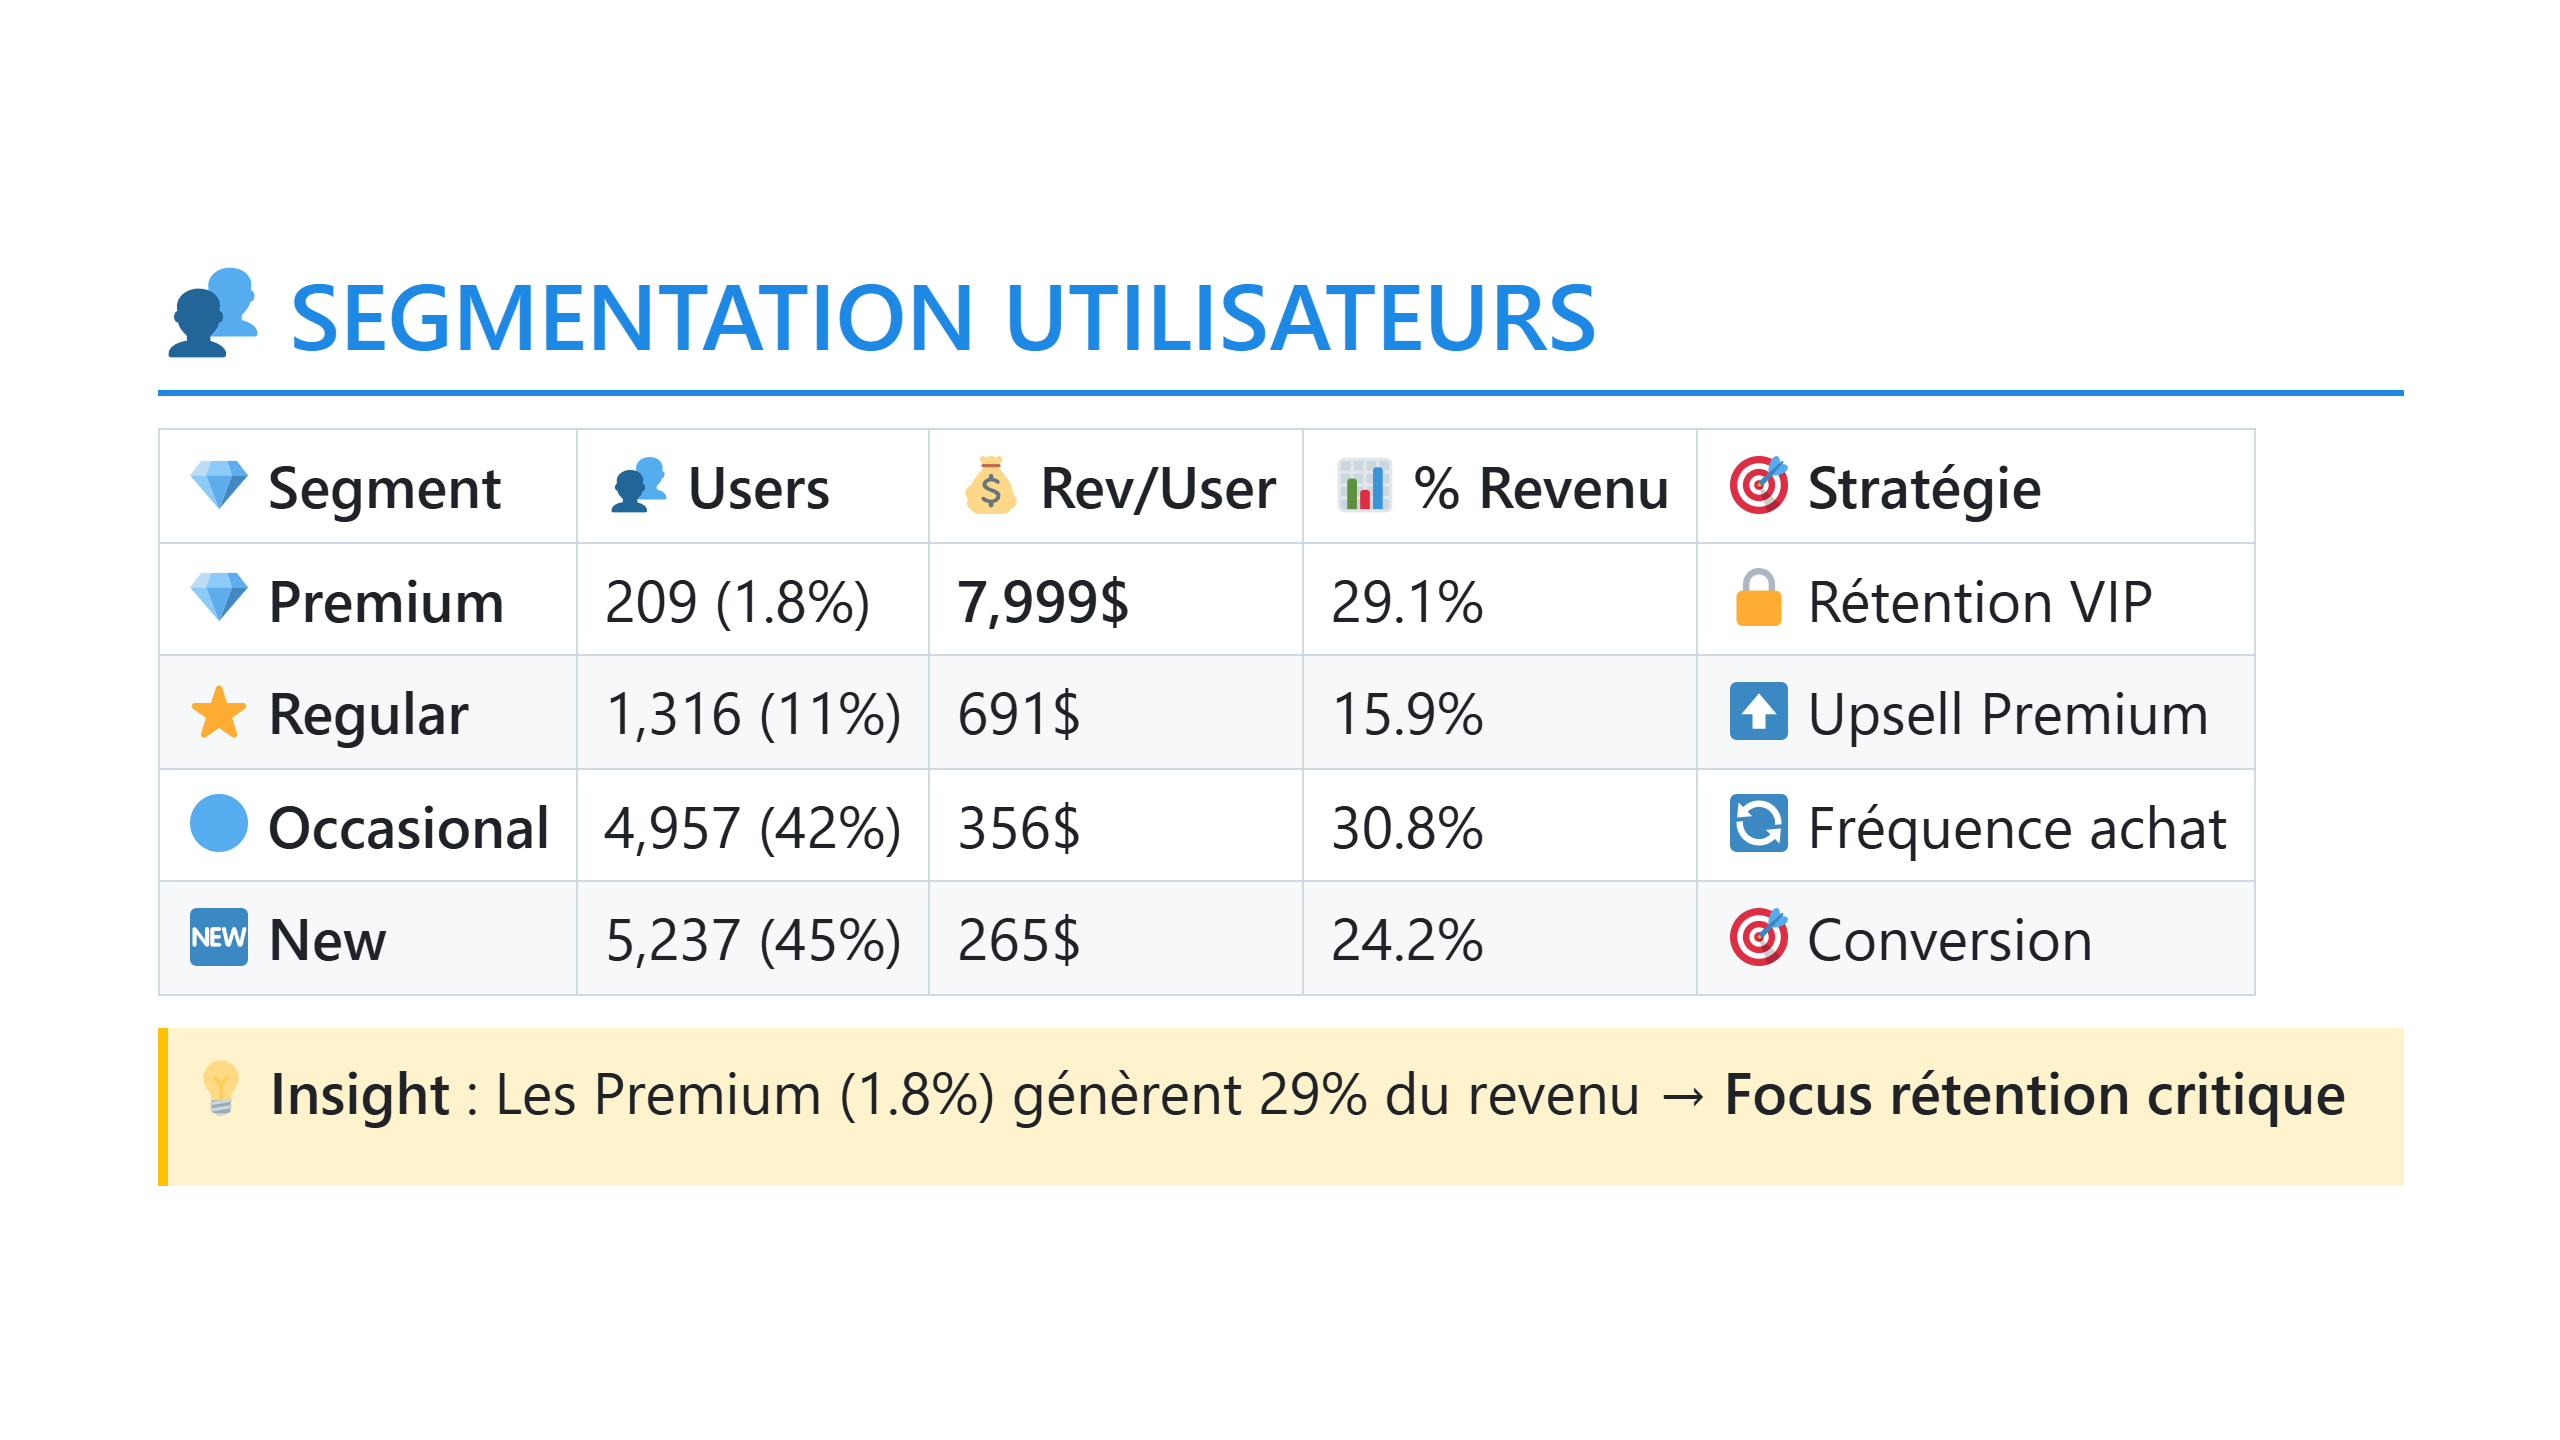 SEGMENTATION UTILISATEURS
Segment Users Rev/User % Revenu Stratégie
Premium 209 (1.8%) 7,999$ 29.1% Rétention VIP
Regular 1,316 (11%) 691$ 15.9% Upsell Premium
Occasional 4,957 (42%) 356$ 30.8% Fréquence achat
NEW New 5,237 (45%) 265$ 24.2% Conversion
Insight : Les Premium (1.8%) génèrent 29% du revenu → Focus rétention critique